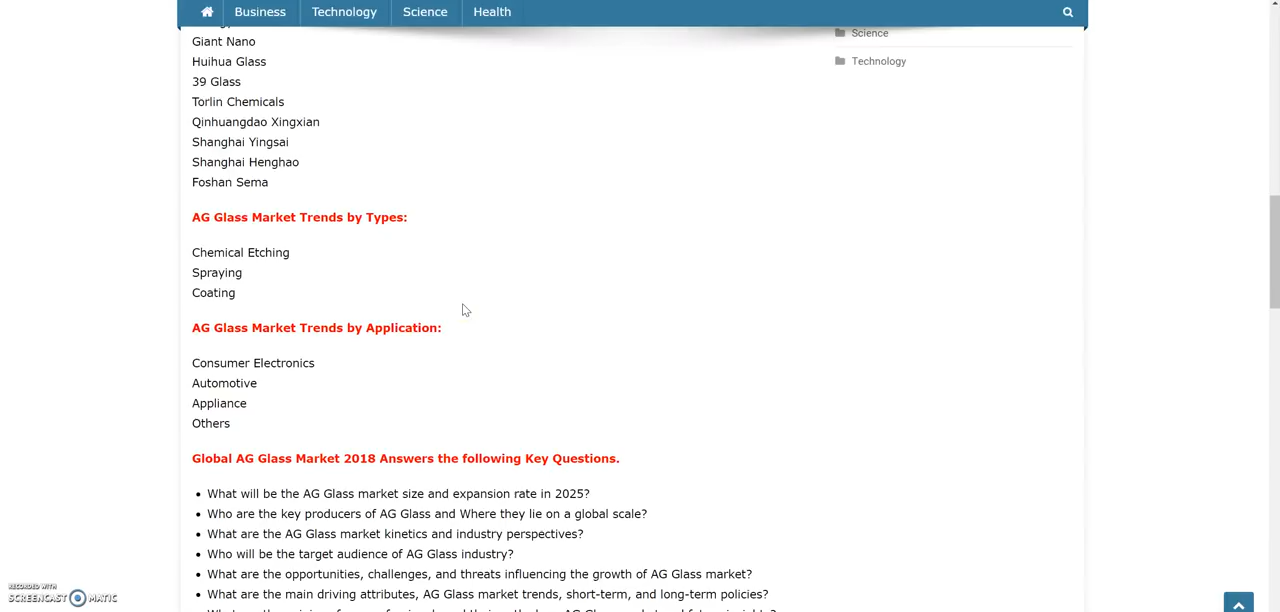 Business Technology Science Health
Giant Nano
Science
Huihua Glass
Technology
39 Glass
Torlin Chemicals
Qinhuangdao Xingxian
Shanghai Yingsai
Shanghai Henghao
Foshan Sema
AG Glass Market Trends by Types:
Chemical Etching
Spraying
Coating
AG Glass Market Trends by Application:
Consumer Electronics
Automotive
Appliance
Others
Global AG Glass Market 2018 Answers the following Key Questions.
What will be the AG Glass market size and expansion rate in 2025?
Who are the key producers of AG Glass and Where they lie on a global scale?
What are the AG Glass market kinetics and industry perspectives?
Who will be the target audience of AG Glass industry?
What are the opportunities, challenges, and threats influencing the growth of AG Glass market?
What are the main driving attributes, AG Glass market trends, short-term, and long-term policies?
RECORDED WITH
SCREENCAST MATIC